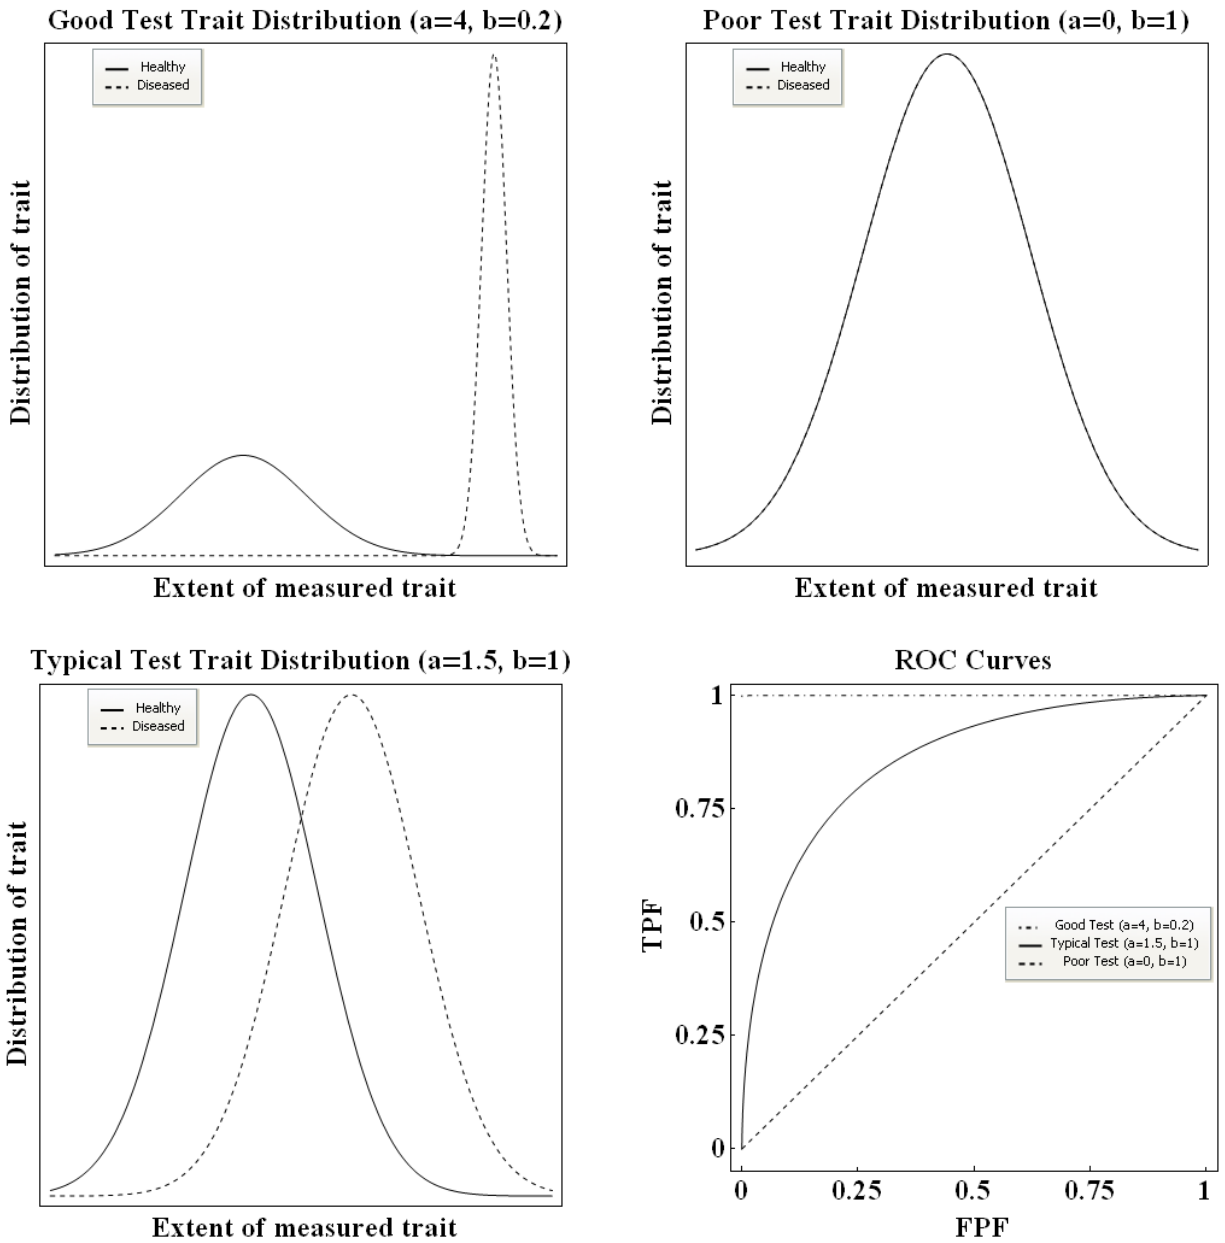 Good Test Trait Distribution (a=4, b=0.2)
Healthy
Diseased
Distribution of trait
Extent of measured trait
Poor Test Trait Distribution (a=0, b=1)
Healthy
Diseased
Distribution of trait
Extent of measured trait
Typical Test Trait Distribution (a=1.5, b=1)
Healthy
Diseased
Distribution of trait
Extent of measured trait
ROC Curves
1
0.75
0.5
0.25
0
TPF
Good Test (a=4, b=0.2)
Typical Test (a=1.5, b=1)
Poor Test (a=0, b=1)
0 0.25 0.5 0.75 1
FPF